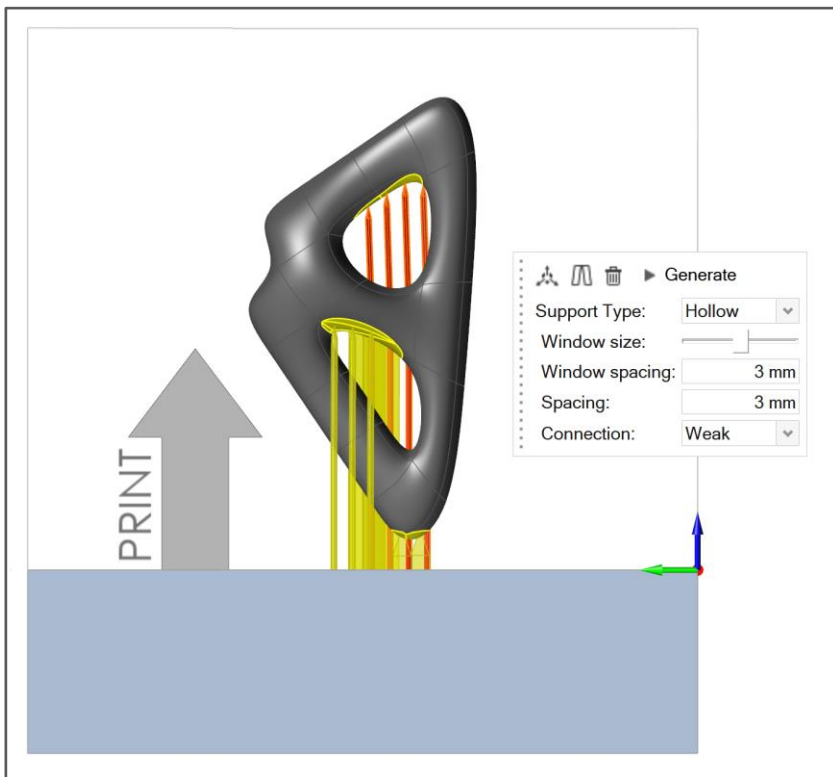 Generate
Support Type: Hollow
Window size:
Window spacing: 3 mm
Spacing: 3 mm
Connection: Weak
PRINT